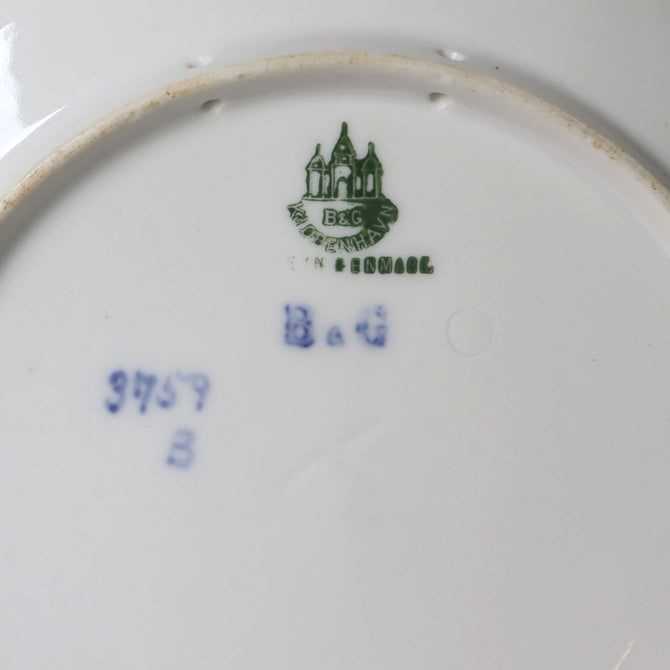 B&G
KJØBENHAVN
DENMARK
B & G
3759
B